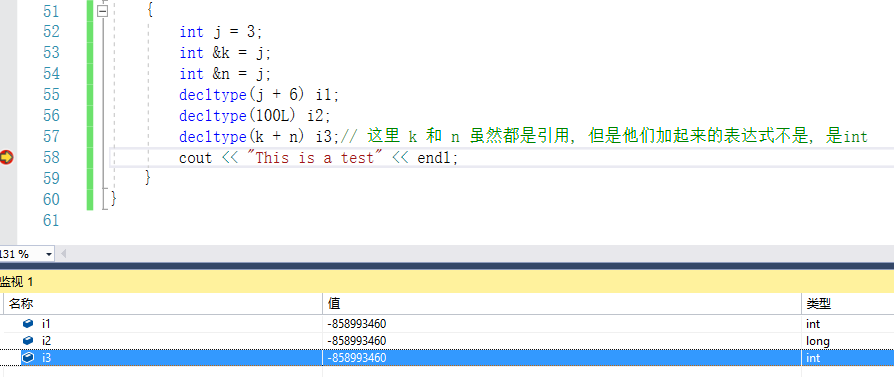 51
{
52 int j = 3;
53 int &k = j;
54 int &n = j;
55 decltype(j + 6) i1;
56 decltype(100L) i2;
57 decltype(k + n) i3;// 这里 k 和 n 虽然都是引用, 但是他们加起来的表达式不是, 是int
58 cout << "This is a test" << endl;
59 }
60 }
61
131 %
监视 1
名称 值 类型
i1 -858993460 int
i2 -858993460 long
i3 -858993460 int